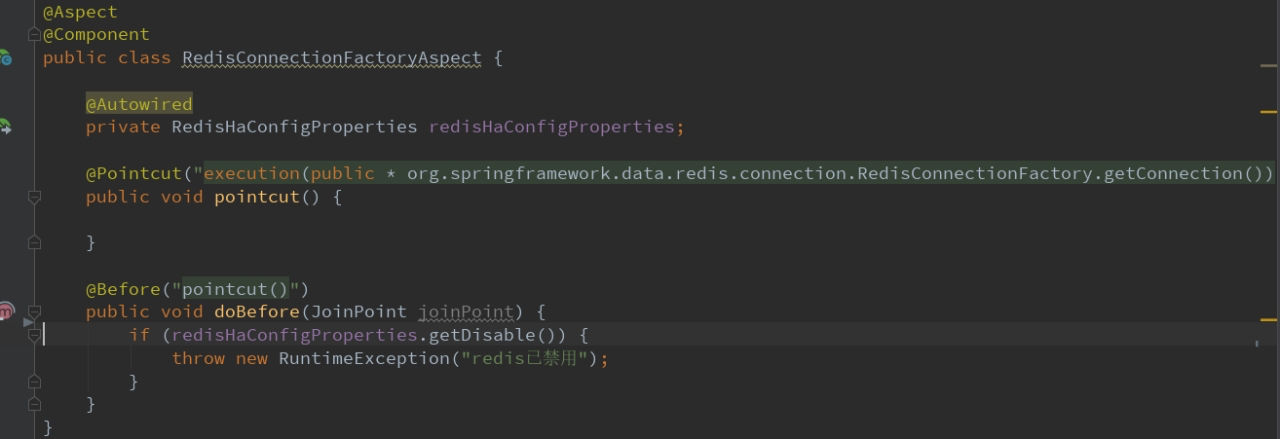 @Aspect
@Component
public class RedisConnectionFactoryAspect {
@Autowired
private RedisHaConfigProperties redisHaConfigProperties;
@Pointcut("execution(public * org.springframework.data.redis.connection.RedisConnectionFactory.getConnection())
public void pointcut() {
}
@Before("pointcut()")
public void doBefore(JoinPoint joinPoint) {
if (redisHaConfigProperties.getDisable()) {
throw new RuntimeException("redis已禁用");
}
}
}